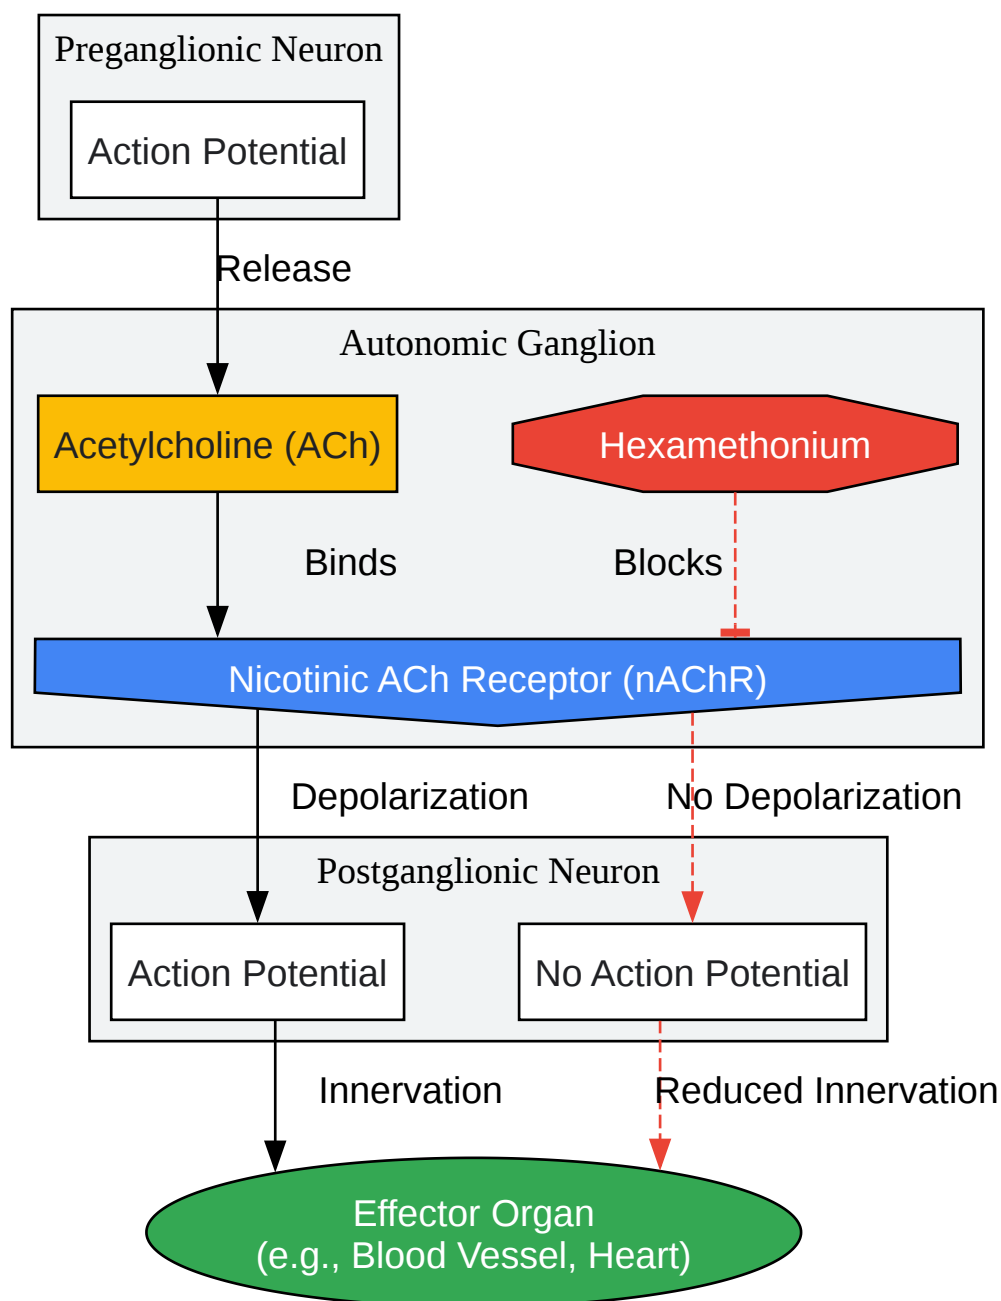 Preganglionic Neuron
Action Potential
Release
Autonomic Ganglion
Acetylcholine (ACh)
Hexamethonium
Binds
Blocks
Nicotinic ACh Receptor (nAChR)
Depolarization
No Depolarization
Postganglionic Neuron
Action Potential
No Action Potential
Innervation
Reduced Innervation
Effector Organ
(e.g., Blood Vessel, Heart)